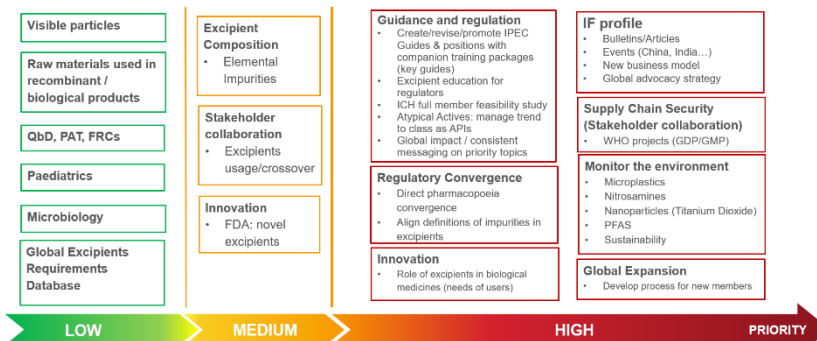 Visible particles
Raw materials used in
recombinant /
biological products
QbD, PAT, FRCs
Paediatrics
Microbiology
Global Excipients
Requirements
Database
Excipient
Composition
• Elemental
Impurities
Stakeholder
collaboration
• Excipients
usage/crossover
Innovation
• FDA: novel
excipients
Guidance and regulation
• Create/revise/promote IPEC
Guides & positions with
companion training packages
(key guides)
• Excipient education for
regulators
• ICH full member feasibility study
• Atypical Actives: manage trend
to class as APIs
• Global impact / consistent
messaging on priority topics
Regulatory Convergence
• Direct pharmacopoeia
convergence
• Align definitions of impurities in
excipients
Innovation
• Role of excipients in biological
medicines (needs of users)
IF profile
• Bulletins/Articles
• Events (China, India…)
• New business model
• Global advocacy strategy
Supply Chain Security
(Stakeholder collaboration)
• WHO projects (GDP/GMP)
Monitor the environment
• Microplastics
• Nitrosamines
• Nanoparticles (Titanium Dioxide)
• PFAS
• Sustainability
Global Expansion
• Develop process for new members
LOW
MEDIUM
HIGH
PRIORITY